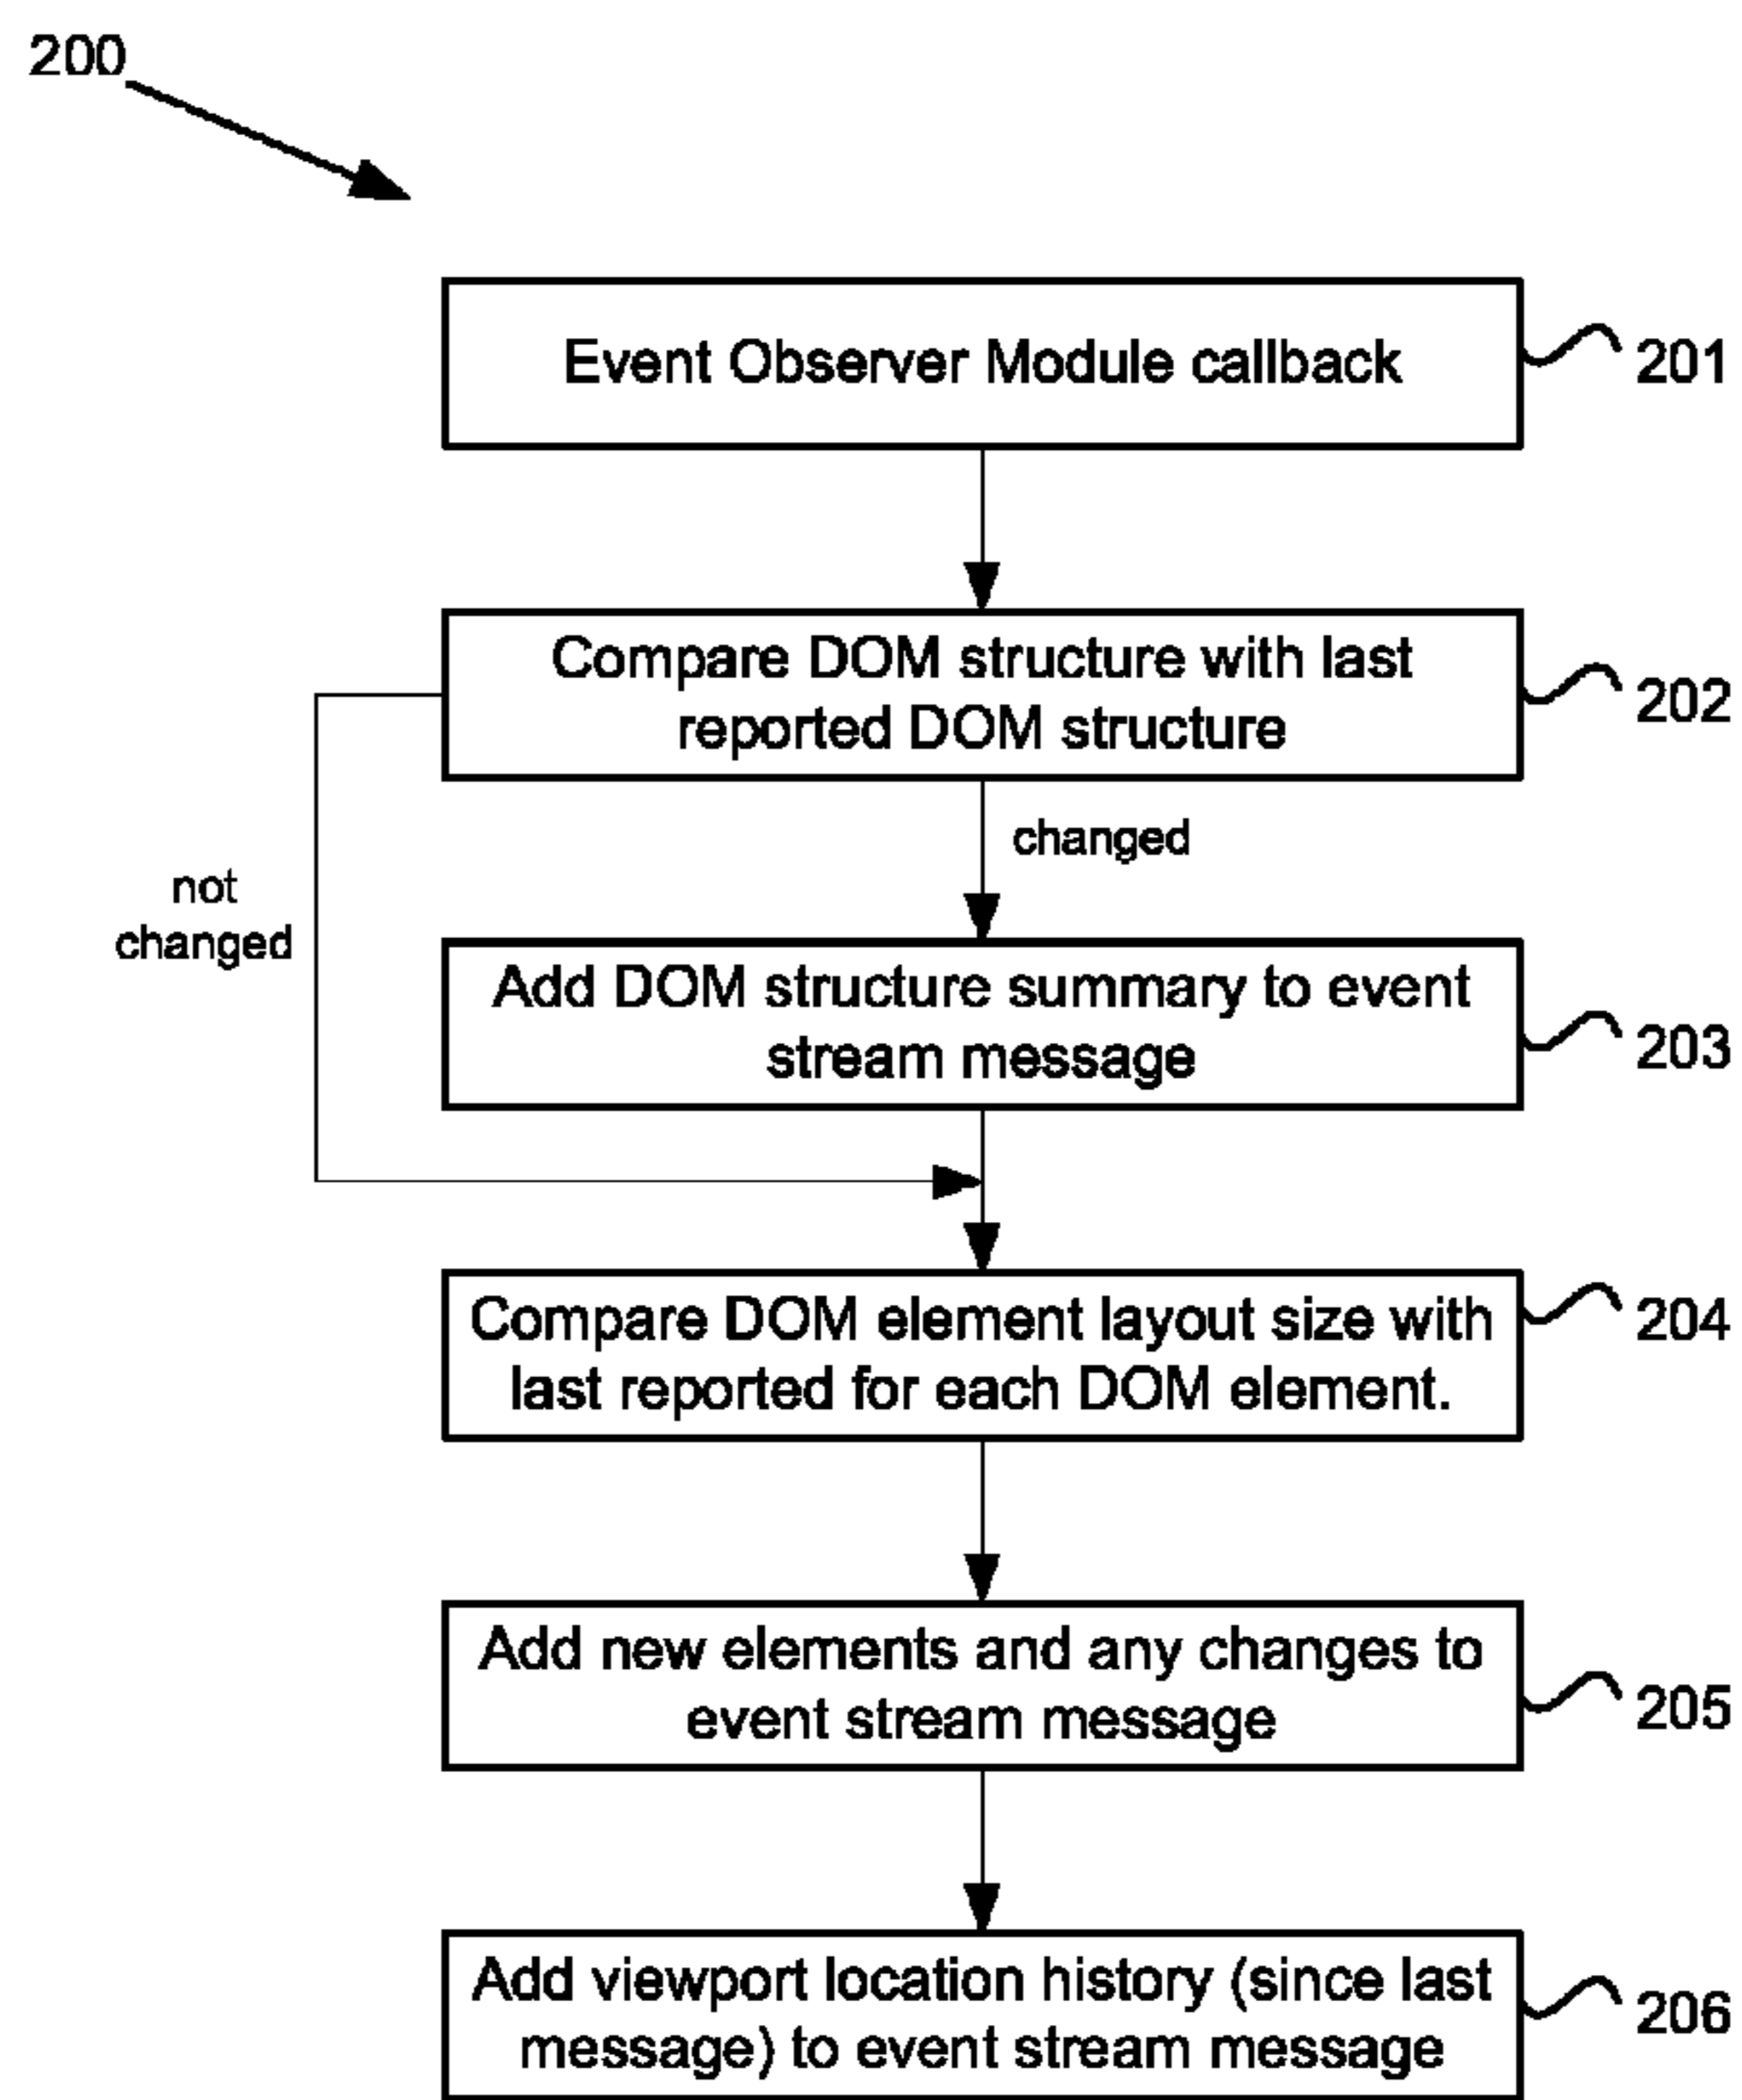 200
Event Observer Module callback
201
Compare DOM structure with last
reported DOM structure
202
changed
not
changed
Add DOM structure summary to event
stream message
203
Compare DOM element layout size with
last reported for each DOM element.
204
Add new elements and any changes to
event stream message
205
Add viewport location history (since last
message) to event stream message
206